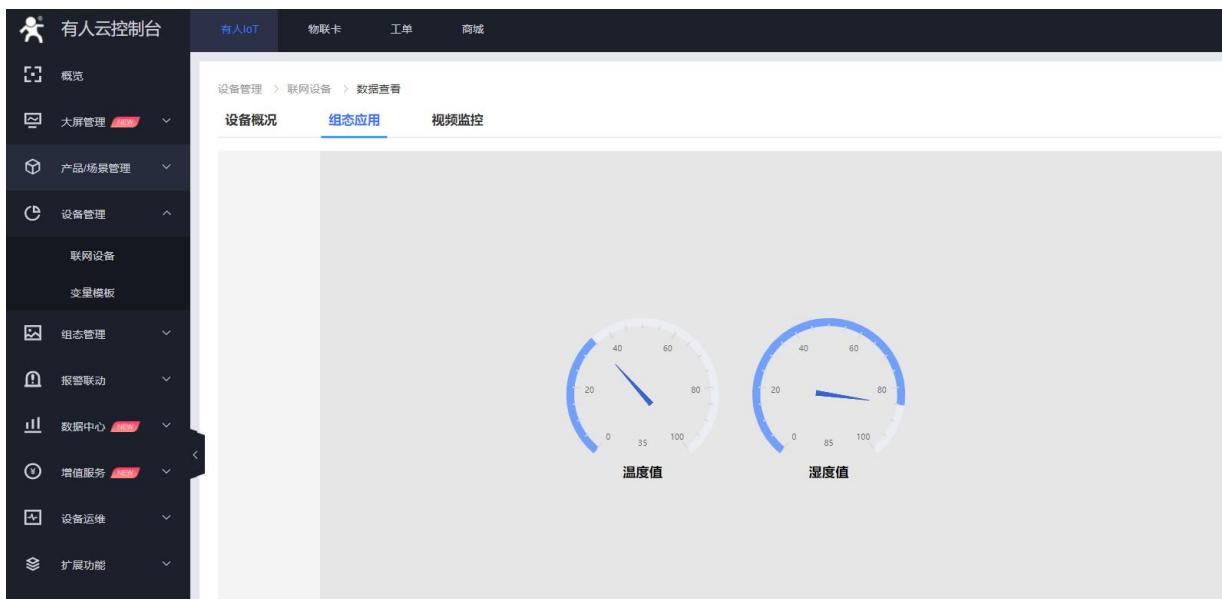 有人云控制台
有人IoT 物联卡 工单 商城
概览
大屏管理 NEW
产品/场景管理
设备管理
联网设备
变量模板
组态管理
报警联动
数据中心 NEW
增值服务 NEW
设备运维
扩展功能
设备管理 > 联网设备 > 数据查看
设备概况 组态应用 视频监控
0 20 40 60 80 100
35
温度值
0 20 40 60 80 100
85
湿度值